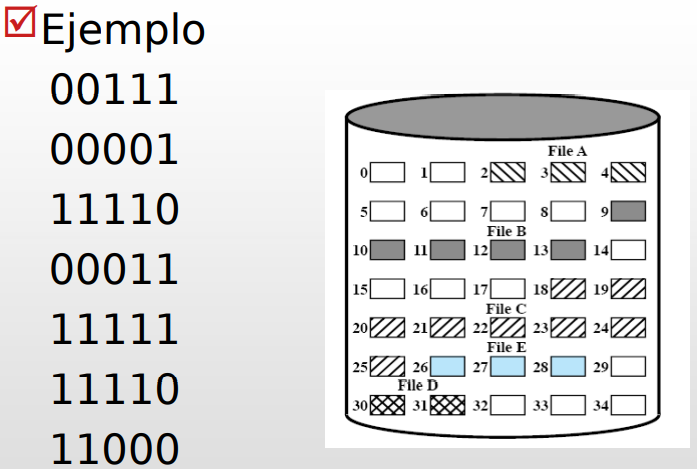 Ejemplo
00111
00001
11110
00011
11111
11110
11000
File A
0 1 2 3 4
5 6 7 8 9
File B
10 11 12 13 14
15 16 17 18 19
File C
20 21 22 23 24
File E
25 26 27 28 29
File D
30 31 32 33 34